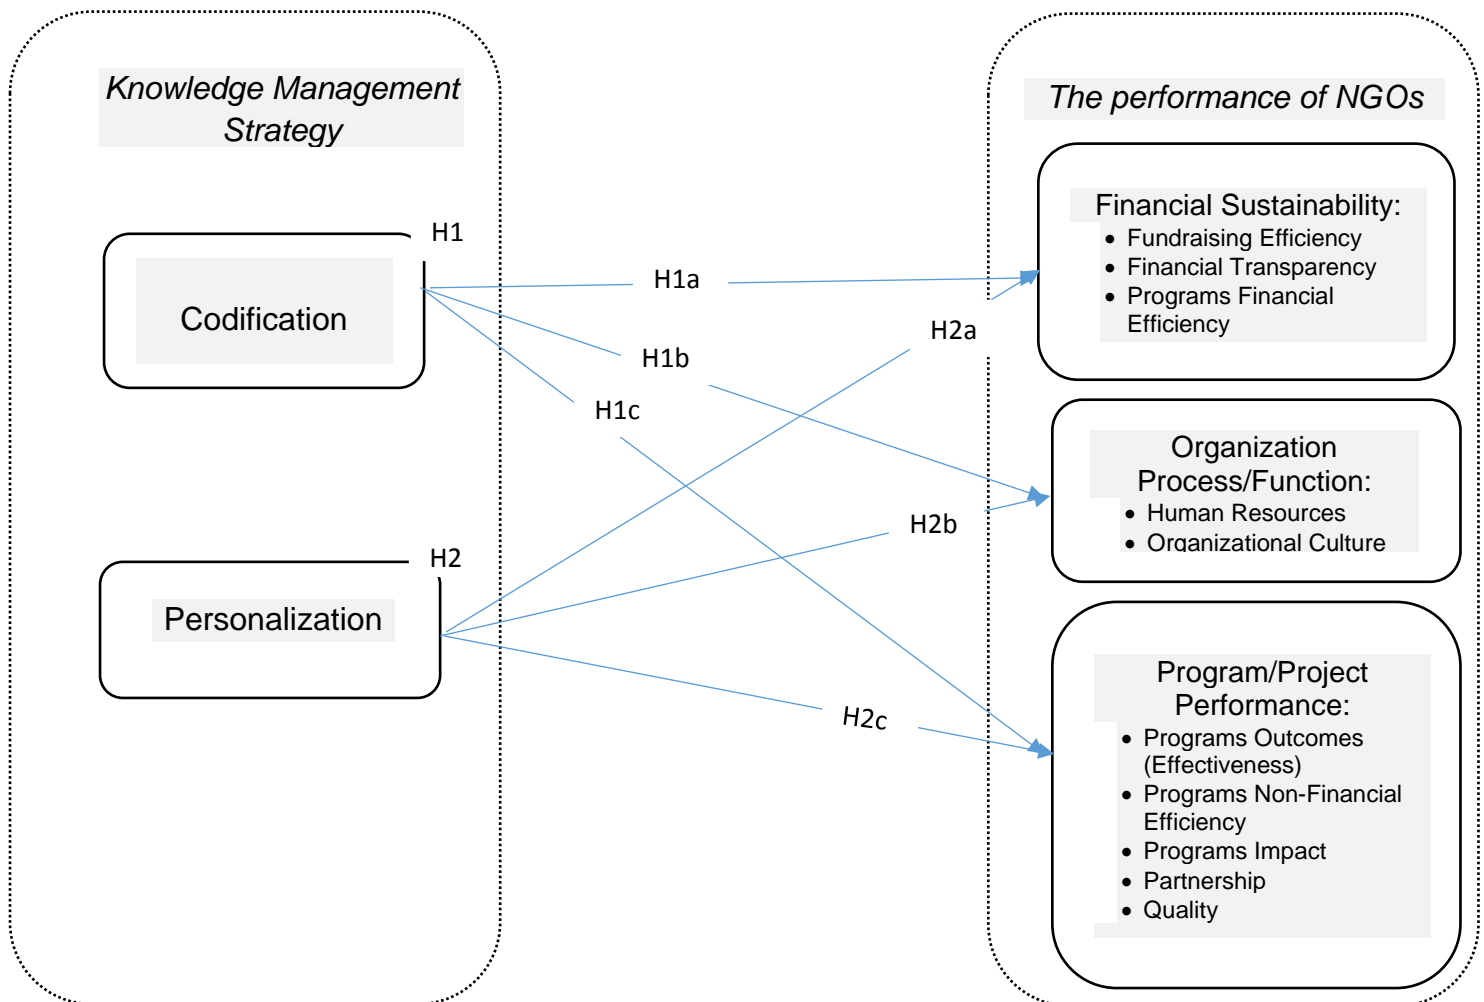 Knowledge Management
Strategy
H1
Codification
H2
Personalization
H1a
H1b
H1c
H2a
H2b
H2c
The performance of NGOs
Financial Sustainability:
• Fundraising Efficiency
• Financial Transparency
• Programs Financial
Efficiency
Organization
Process/Function:
• Human Resources
• Organizational Culture
Program/Project
Performance:
• Programs Outcomes
(Effectiveness)
• Programs Non-Financial
Efficiency
• Programs Impact
• Partnership
• Quality